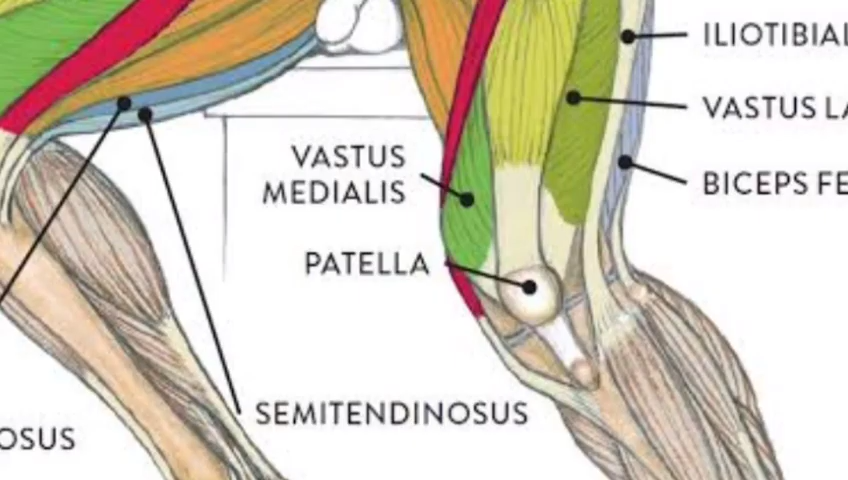 ILIOTIBIAL
VASTUS LA
BICEPS FE
VASTUS
MEDIALIS
PATELLA
SEMITENDINOSUS
OSUS